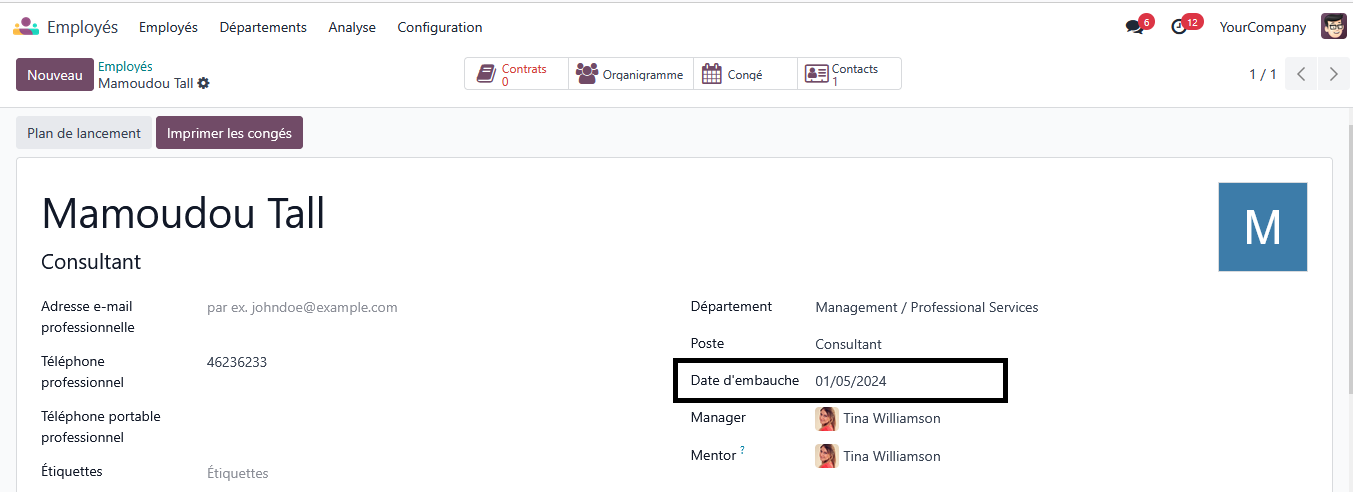 Employés Employés Départements Analyse Configuration 6 12 YourCompany
Nouveau Employés
Mamoudou Tall
Contrats
0
Organigramme
Congé
Contacts
1
1 / 1
Plan de lancement Imprimer les congés
Mamoudou Tall
M
Consultant
Adresse e-mail professionnelle par ex. johndoe@example.com
Téléphone professionnel 46236233
Téléphone portable professionnel
Étiquettes Étiquettes
Département Management / Professional Services
Poste Consultant
Date d'embauche 01/05/2024
Manager Tina Williamson
Mentor ? Tina Williamson